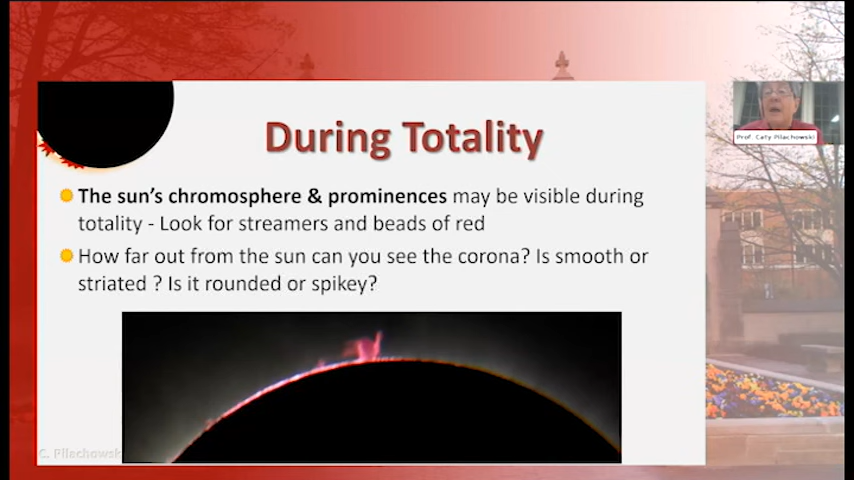 During Totality
Prof. Caty Pilachowski
The sun's chromosphere & prominences may be visible during
totality - Look for streamers and beads of red
How far out from the sun can you see the corona? Is smooth or
striated ? Is it rounded or spikey?
C. Pilachowsk